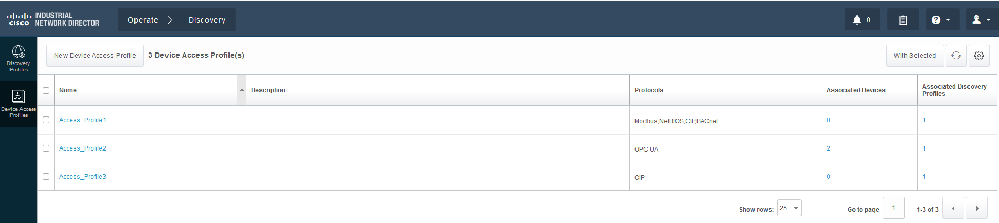 CISCO INDUSTRIAL NETWORK DIRECTOR
Operate > Discovery
0
Discovery Profiles
Device Access Profiles
New Device Access Profile
3 Device Access Profile(s)
With Selected
Name Description Protocols Associated Devices Associated Discovery Profiles
Access_Profile1 Modbus,NetBIOS,CIP,BACnet 0 1
Access_Profile2 OPC UA 2 1
Access_Profile3 CIP 0 1
Show rows: 25 Go to page 1 1-3 of 3